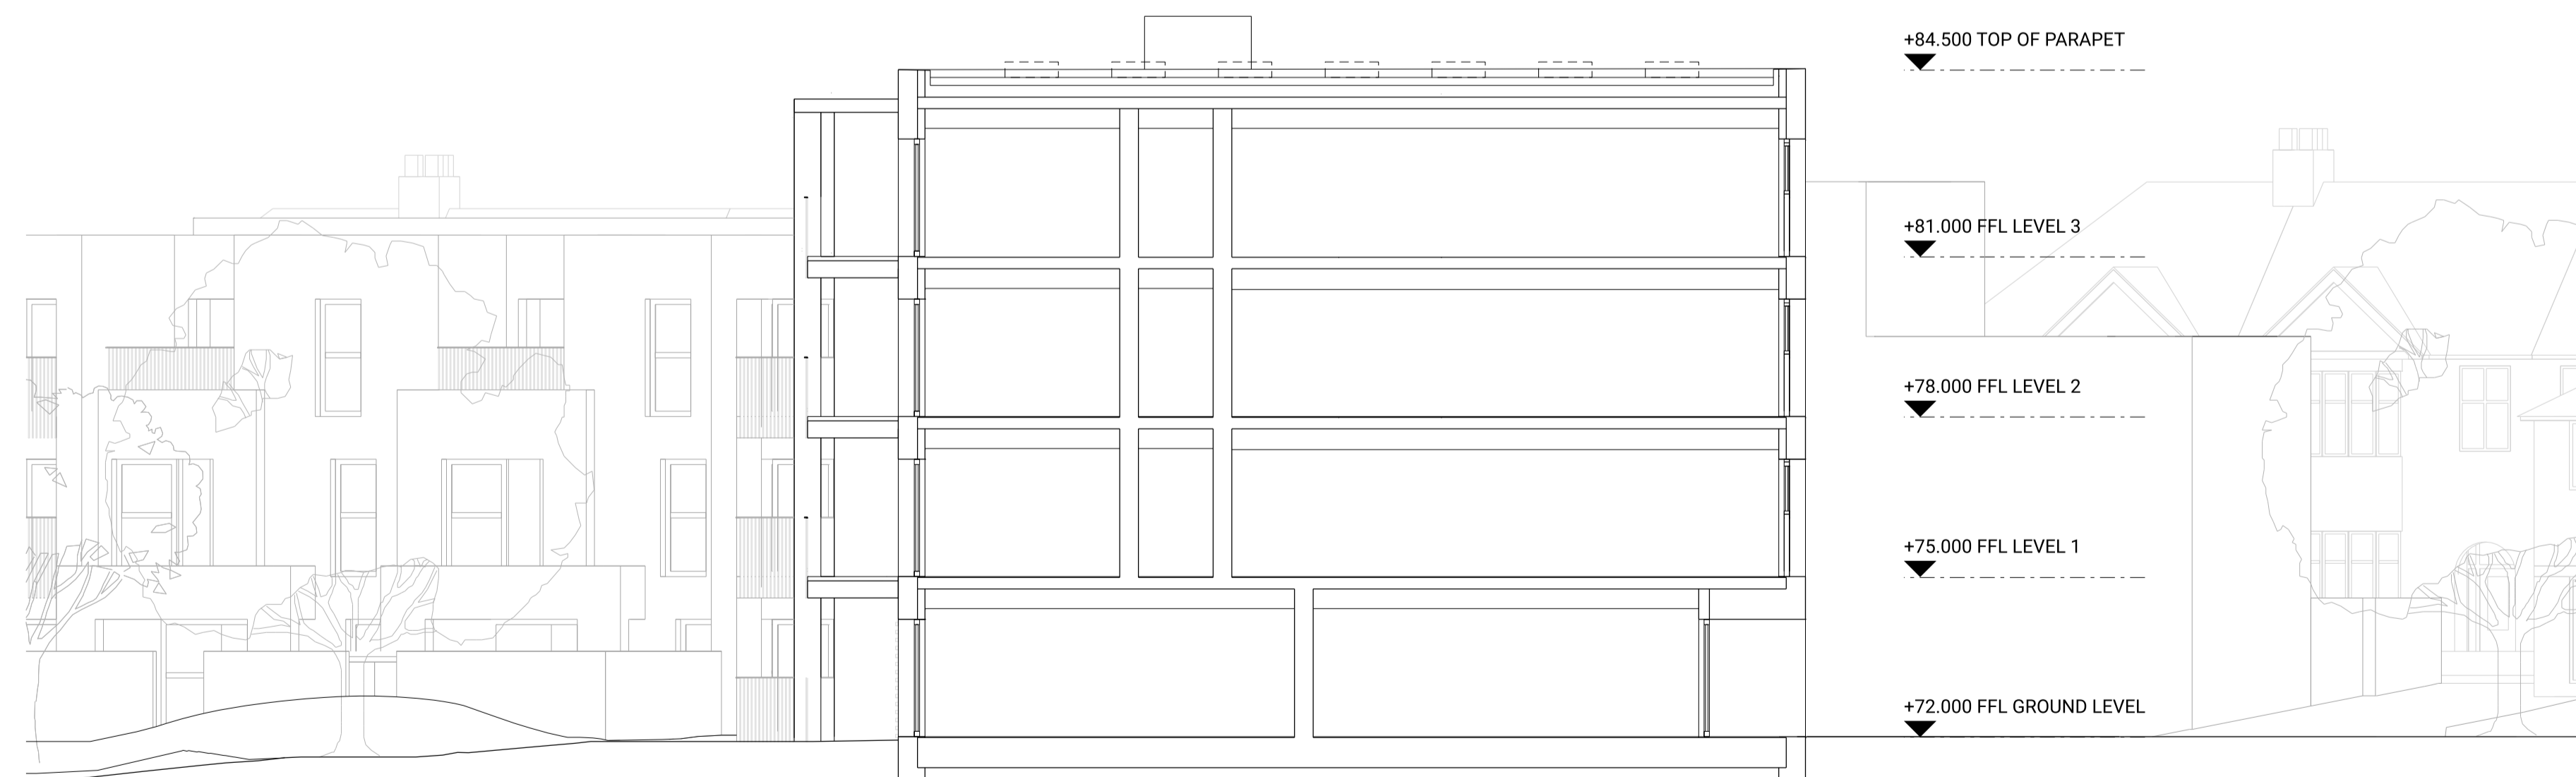 +84.500 TOP OF PARAPET
+81.000 FFL LEVEL 3
+78.000 FFL LEVEL 2
+75.000 FFL LEVEL 1
+72.000 FFL GROUND LEVEL